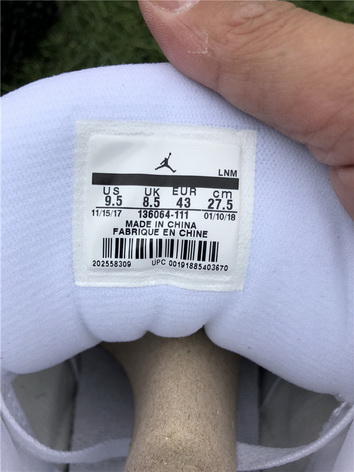 LNM
US UK EUR cm
9.5 8.5 43 27.5
11/15/17 136064-111 01/10/18
MADE IN CHINA
FABRIQUE EN CHINE
202558309 UPC 00191885403670